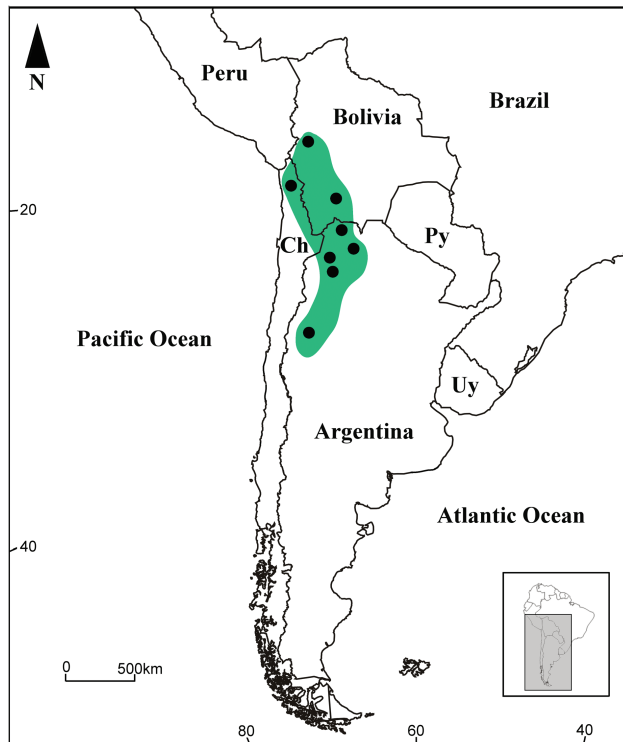 N
Peru
Brazil
Bolivia
20
Ch
Py
Pacific Ocean
Uy
Argentina
Atlantic Ocean
40
0 500km
80 60 40